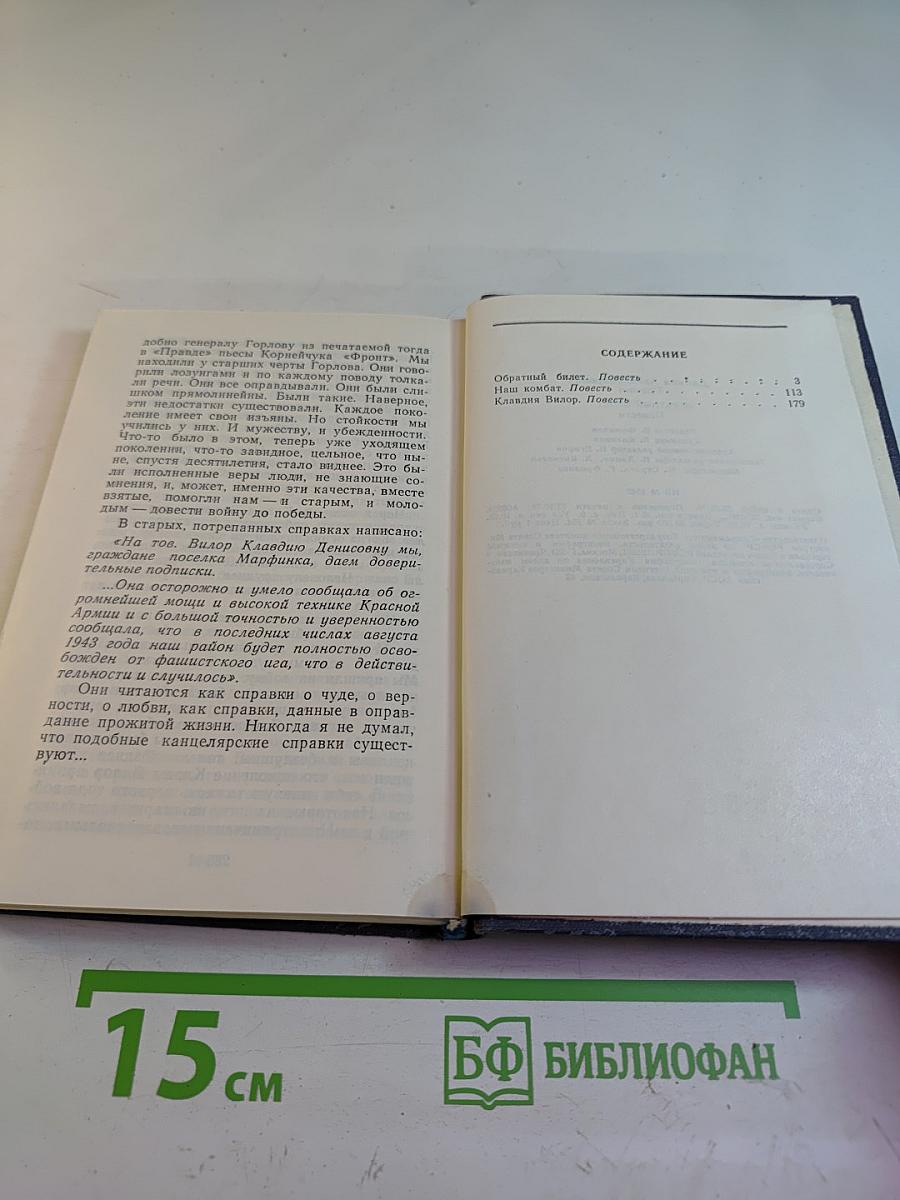 добно генералу Горлову из печатаемой тогда
в «Правде» пьесы Корнейчука «Фронт». Мы
находили у старших черты Горлова. Они гово-
рили лозунгами и по каждому поводу толка-
ли речи. Они все оправдывали. Они были сли-
шком прямолинейны. Были такие. Наверное,
эти недостатки существовали. Каждое поко-
ление имеет свои изъяны. Но стойкости мы
учились у них. И мужеству, и убежденности.
Что-то было в этом, теперь уже уходящем
поколении, что-то завидное, цельное, что ны-
не, спустя десятилетия, стало виднее. Это бы-
ли исполненные веры люди, не знающие со-
мнения, и, может, именно эти качества, вместе
взятые, помогли нам — и старым, и моло-
дым — довести войну до победы.
В старых, потрепанных справках написано:
«На тов. Вилор Клавдию Денисовну мы,
граждане поселка Марфинка, даем довери-
тельные подписки.
...Она осторожно и умело сообщала об ог-
ромнейшей мощи и высокой технике Красной
Армии и с большой точностью и уверенностью
сообщала, что в последних числах августа
1943 года наш район будет полностью осво-
божден от фашистского ига, что в действи-
тельности и случилось».
Они читаются как справки о чуде, о вер-
ности, о любви, как справки, данные в оправ-
дание прожитой жизни. Никогда я не думал,
что подобные канцелярские справки сущест-
вуют...
СОДЕРЖАНИЕ
Обратный билет. Повесть . . . . . . . . 3
Наш комбат. Повесть . . . . . . . . . . 113
Клавдия Вилор. Повесть . . . . . . . . . 179
15 см
БФ БИБЛИОФАН